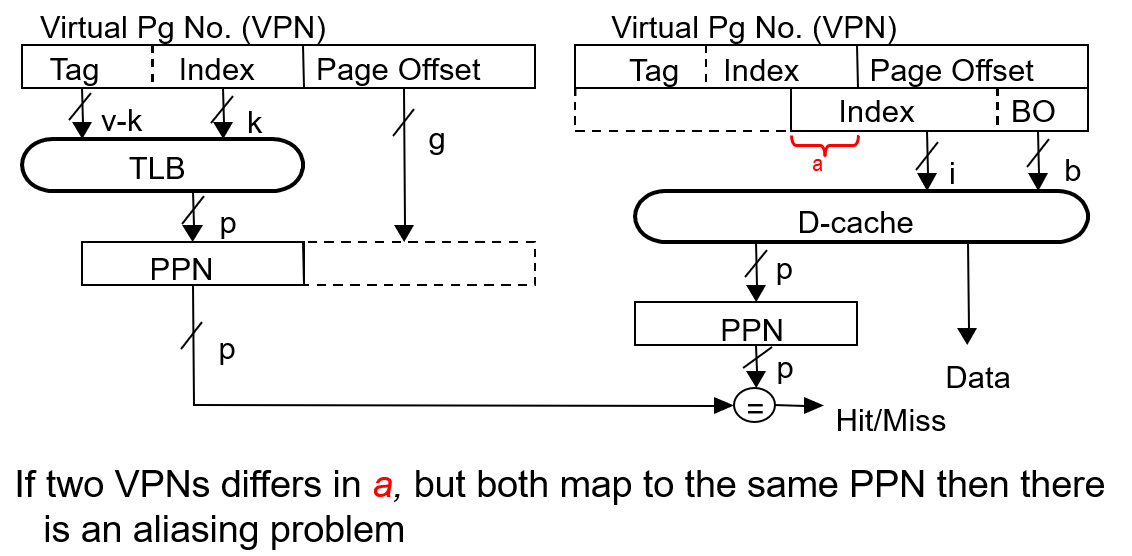 Virtual Pg No. (VPN)
Tag Index Page Offset
v-k k g
TLB
p
PPN
p
Virtual Pg No. (VPN)
Tag Index Page Offset
Index BO
a
i b
D-cache
p
PPN
p
Data
=
Hit/Miss
If two VPNs differs in a, but both map to the same PPN then there
is an aliasing problem